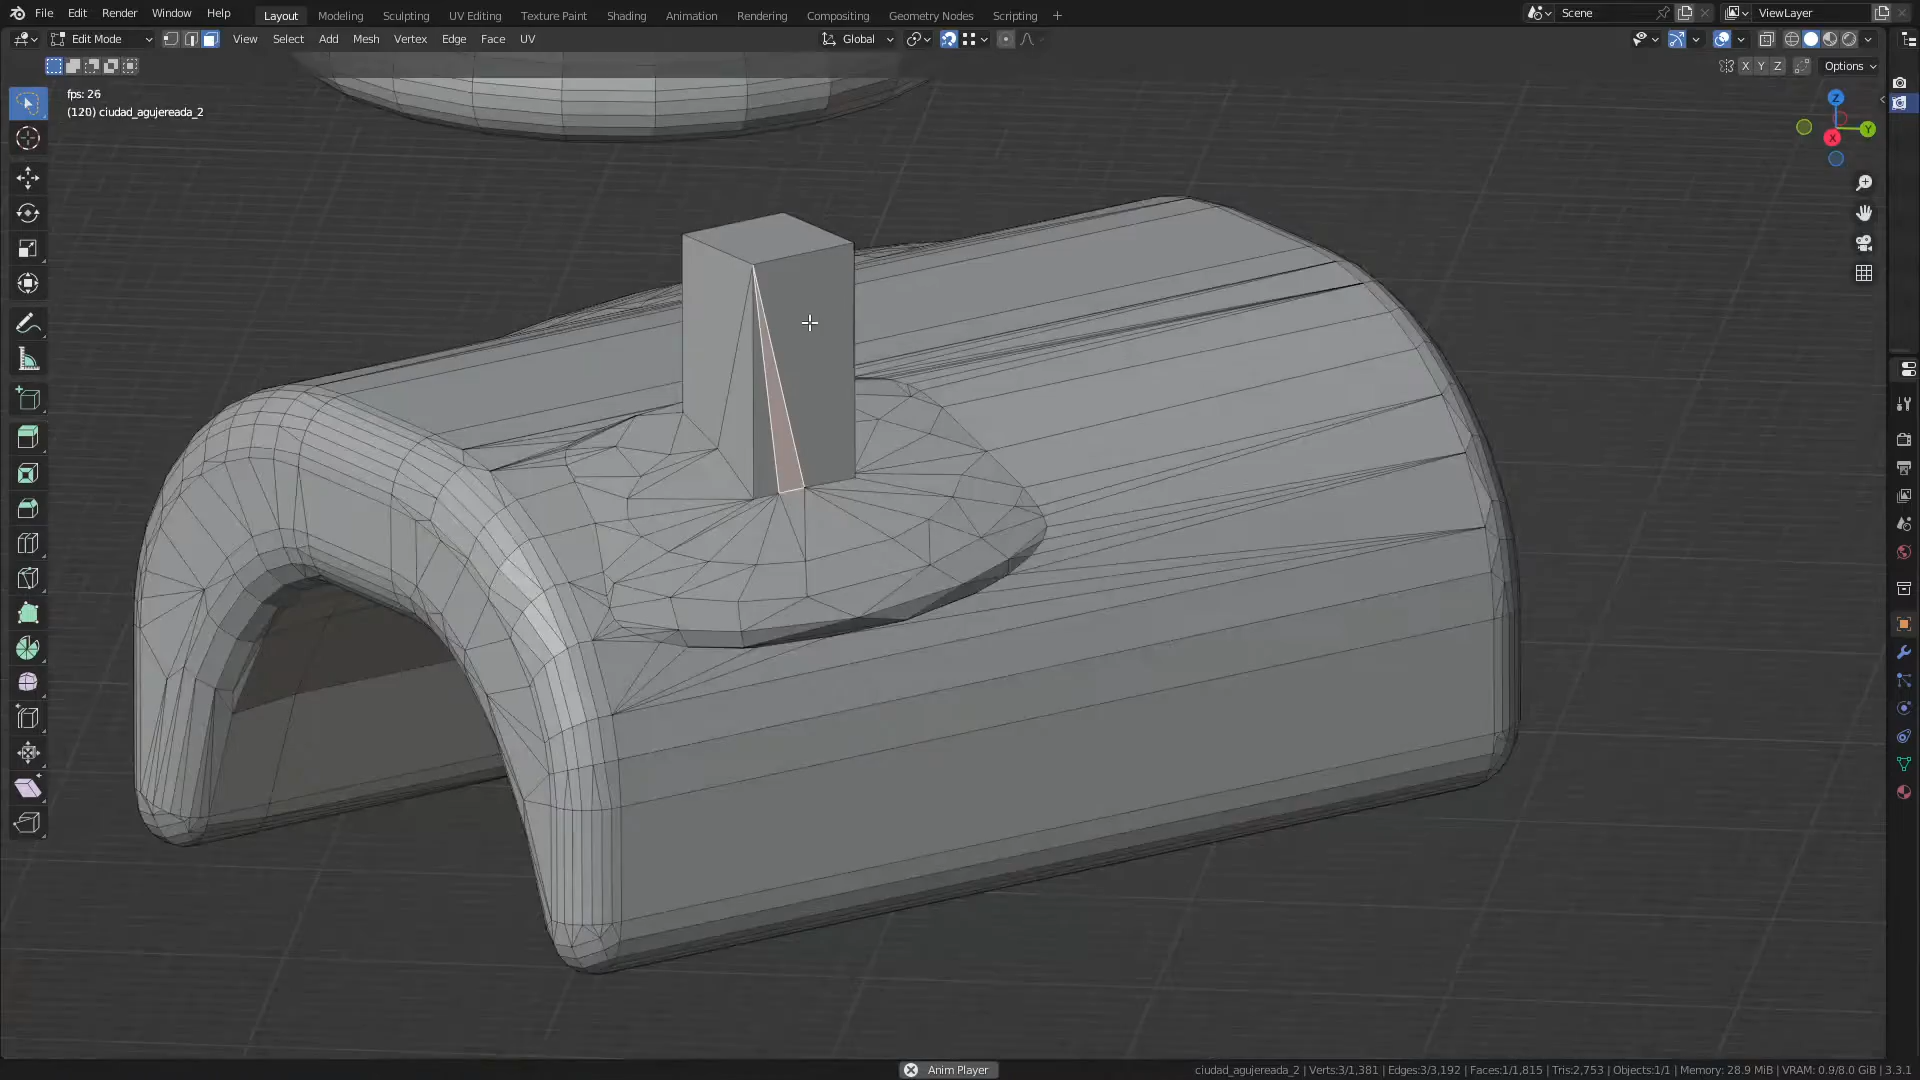 File Edit Render Window Help
Layout Modeling Sculpting UV Editing Texture Paint Shading Animation Rendering Compositing Geometry Nodes Scripting +
Scene
ViewLayer
Edit Mode View Select Add Mesh Vertex Edge Face UV
Global
X Y Z Options
fps: 26
(120) ciudad_agujereada_2
Z
Y
X
Anim Player
ciudad_agujereada_2 | Verts:3/1,381 | Edges:3/3,192 | Faces:1/1,815 | Tris:2,753 | Objects:1/1 | Memory: 28.9 MiB | VRAM: 0.9/8.0 GiB | 3.3.1